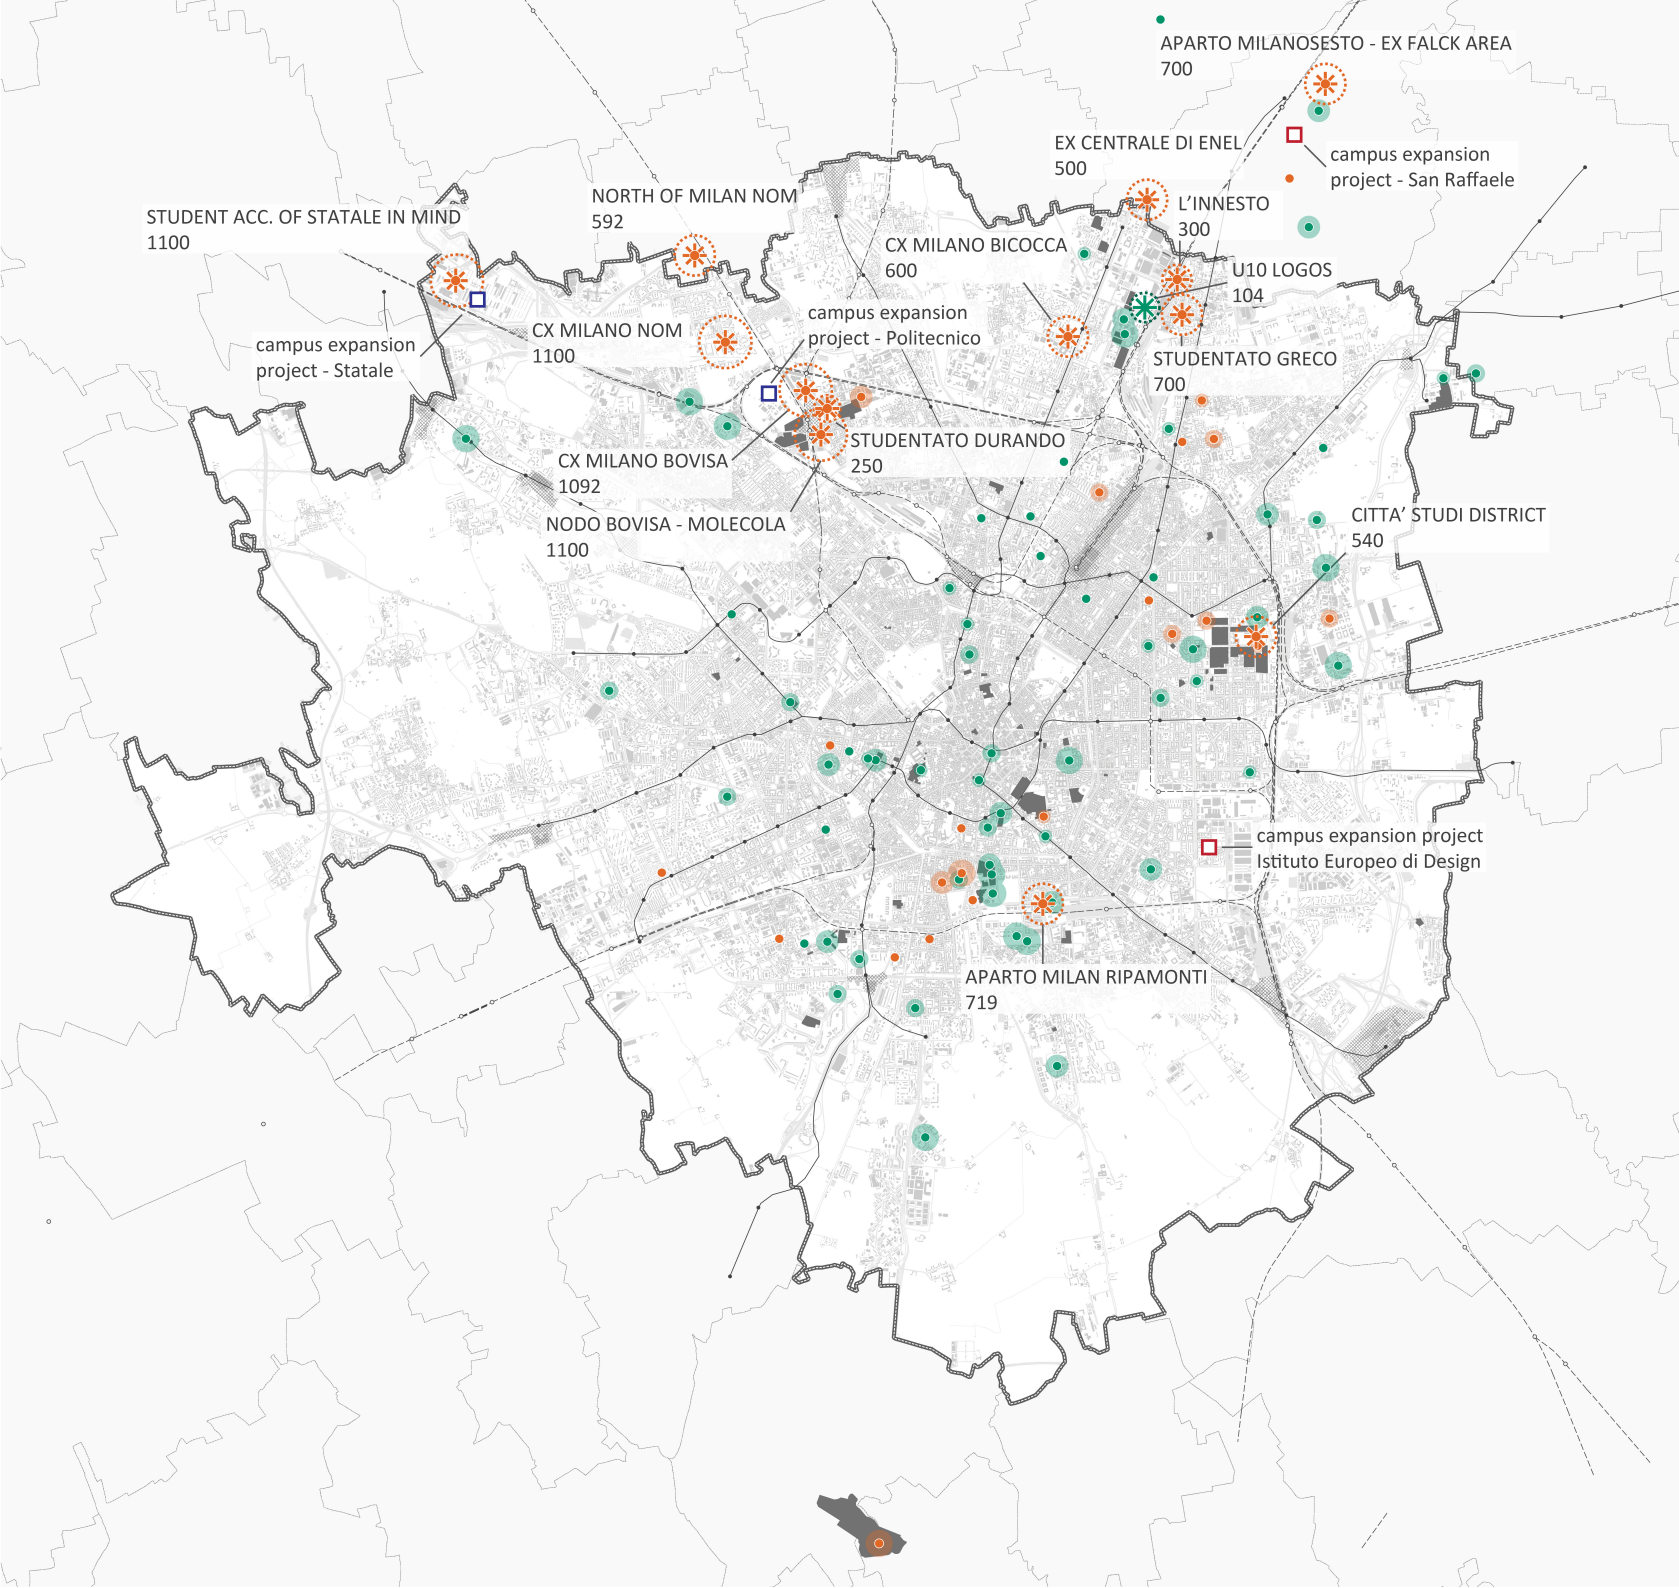 APARTO MILANOSESTO - EX FALCK AREA
700
EX CENTRALE DI ENEL
500
campus expansion
project - San Raffaele
NORTH OF MILAN NOM
592
L'INNESTO
300
STUDENT ACC. OF STATALE IN MIND
1100
CX MILANO BICOCCA
600
U10 LOGOS
104
campus expansion
project - Politecnico
CX MILANO NOM
1100
campus expansion
project - Statale
STUDENTATO GRECO
700
STUDENTATO DURANDO
250
CX MILANO BOVISA
1092
NODO BOVISA - MOLECOLA
1100
CITTA' STUDI DISTRICT
540
campus expansion project
Istituto Europeo di Design
APARTO MILAN RIPAMONTI
719